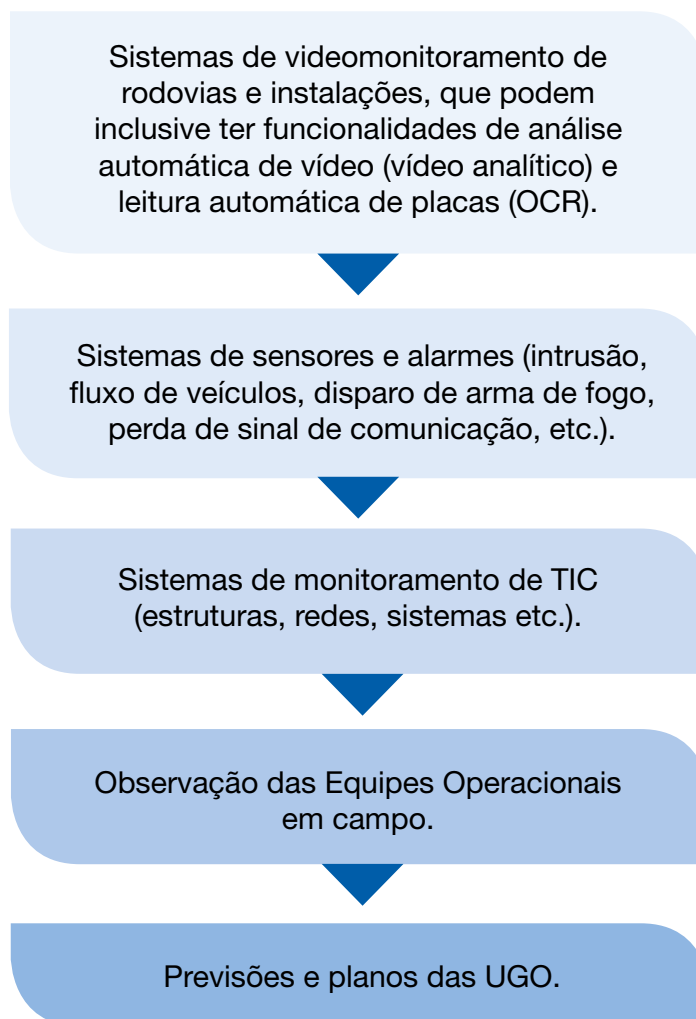 Sistemas de videomonitoramento de
rodovias e instalações, que podem
inclusive ter funcionalidades de análise
automática de vídeo (vídeo analítico) e
leitura automática de placas (OCR).
Sistemas de sensores e alarmes (intrusão,
fluxo de veículos, disparo de arma de fogo,
perda de sinal de comunicação, etc.).
Sistemas de monitoramento de TIC
(estruturas, redes, sistemas etc.).
Observação das Equipes Operacionais
em campo.
Previsões e planos das UGO.